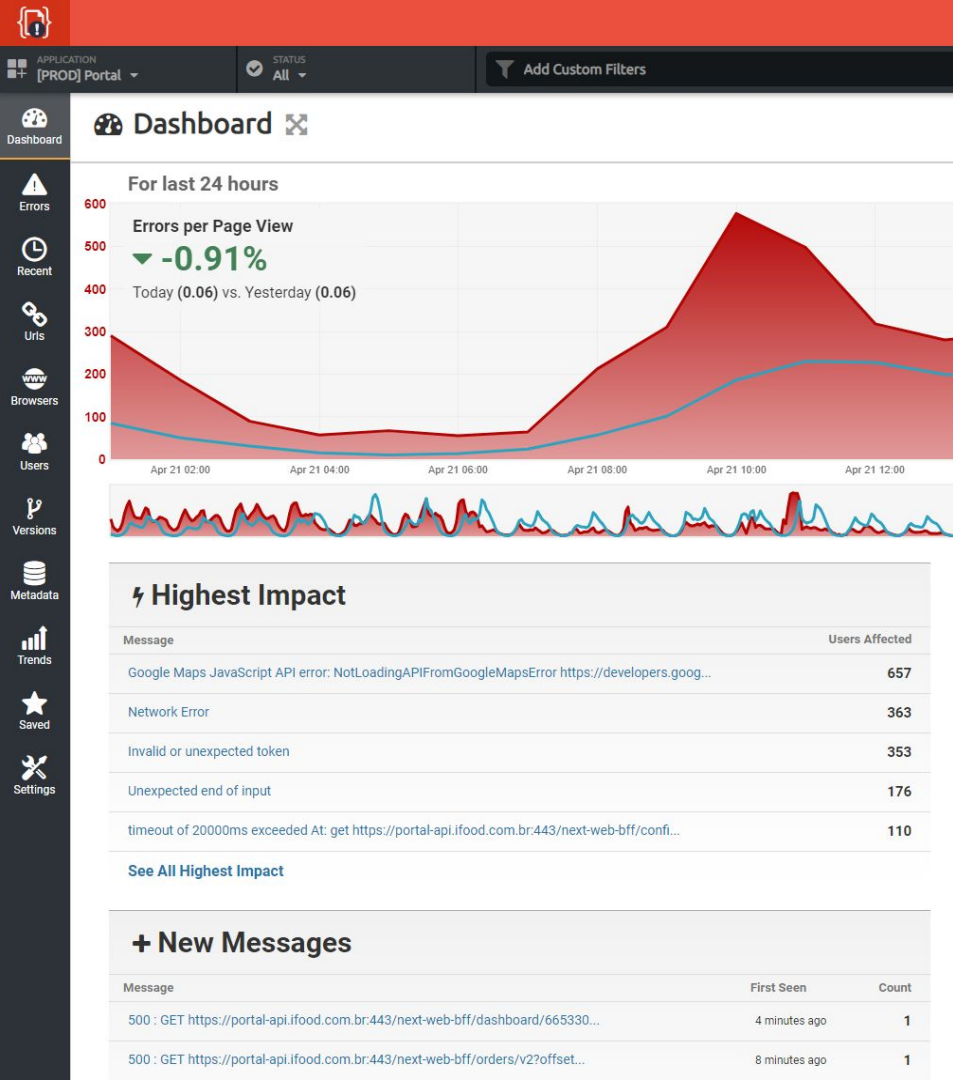 APPLICATION
[PROD] Portal
STATUS
All
Add Custom Filters
Dashboard
Errors
Recent
Urls
www
Browsers
Users
Versions
Metadata
Trends
Saved
Settings
Dashboard
For last 24 hours
600
500
400
300
200
100
0
Errors per Page View
-0.91%
Today (0.06) vs. Yesterday (0.06)
Apr 21 02:00
Apr 21 04:00
Apr 21 06:00
Apr 21 08:00
Apr 21 10:00
Apr 21 12:00
Highest Impact
Message Users Affected
Google Maps JavaScript API error: NotLoadingAPIFromGoogleMapsError https://developers.goog... 657
Network Error 363
Invalid or unexpected token 353
Unexpected end of input 176
timeout of 20000ms exceeded At: get https://portal-api.ifood.com.br:443/next-web-bff/confi... 110
See All Highest Impact
New Messages
Message First Seen Count
500 : GET https://portal-api.ifood.com.br:443/next-web-bff/dashboard/665330... 4 minutes ago 1
500 : GET https://portal-api.ifood.com.br:443/next-web-bff/orders/v2?offset... 8 minutes ago 1